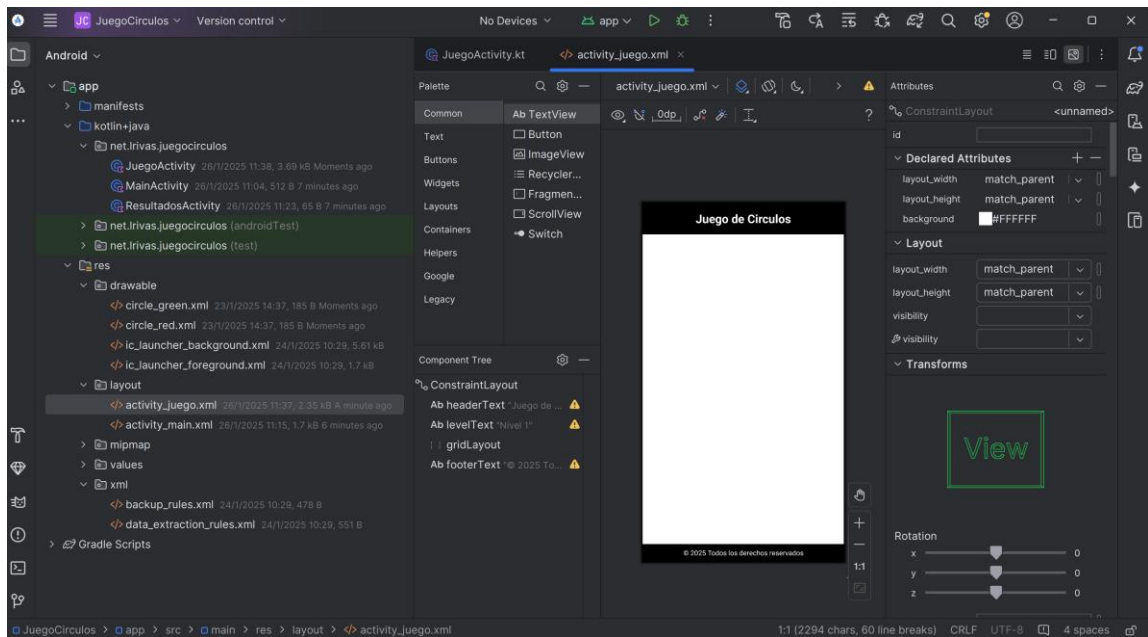 JC JuegoCirculos Version control No Devices app
Android
app
manifests
kotlin+java
net.lrivas.juegocirculos
JuegoActivity 26/1/2025 11:38, 3.69 kB Moments ago
MainActivity 26/1/2025 11:04, 512 B 7 minutes ago
ResultadosActivity 26/1/2025 11:23, 65 B 7 minutes ago
net.lrivas.juegocirculos (androidTest)
net.lrivas.juegocirculos (test)
res
drawable
circle_green.xml 23/1/2025 14:37, 185 B Moments ago
circle_red.xml 23/1/2025 14:37, 185 B Moments ago
ic_launcher_background.xml 24/1/2025 10:29, 5.61 kB
ic_launcher_foreground.xml 24/1/2025 10:29, 1.7 kB
layout
activity_juego.xml 26/1/2025 11:37, 2.35 kB A minute ago
activity_main.xml 26/1/2025 11:15, 1.7 kB 6 minutes ago
mipmap
values
xml
backup_rules.xml 24/1/2025 10:29, 478 B
data_extraction_rules.xml 24/1/2025 10:29, 551 B
Gradle Scripts
JuegoActivity.kt activity_juego.xml
Palette
Common
Text
Buttons
Widgets
Layouts
Containers
Helpers
Google
Legacy
Ab TextView
Button
ImageView
Recycler...
Fragmen...
ScrollView
Switch
Component Tree
ConstraintLayout
Ab headerText "Juego de ...
Ab levelText "Nivel 1"
gridLayout
Ab footerText "© 2025 To...
activity_juego.xml
0dp
Juego de Circulos
© 2025 Todos los derechos reservados
1:1
Attributes
ConstraintLayout <unnamed>
id
Declared Attributes
layout_width match_parent
layout_height match_parent
background #FFFFFF
Layout
layout_width match_parent
layout_height match_parent
visibility
visibility
Transforms
View
Rotation
x 0
y 0
z 0
JuegoCirculos > app > src > main > res > layout > activity_juego.xml 1:1 (2294 chars, 60 line breaks) CRLF UTF-8 4 spaces